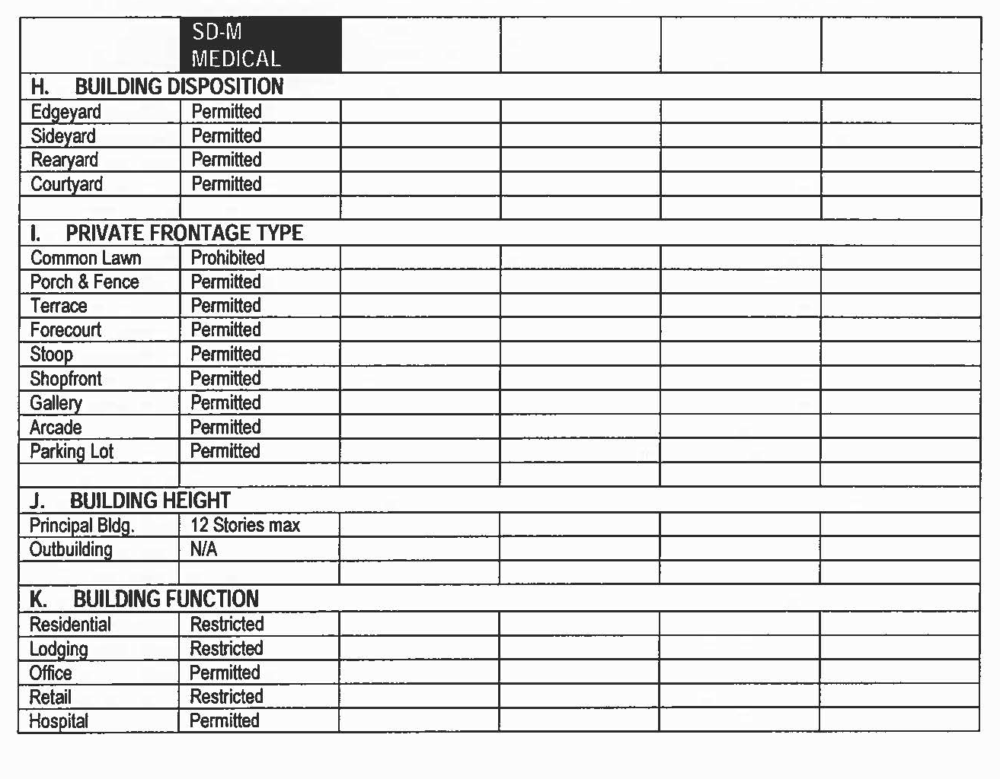 SD-M
MEDICAL
H. BUILDING DISPOSITION
Edgeyard Permitted
Sideyard Permitted
Rearyard Permitted
Courtyard Permitted
I. PRIVATE FRONTAGE TYPE
Common Lawn Prohibited
Porch & Fence Permitted
Terrace Permitted
Forecourt Permitted
Stoop Permitted
Shopfront Permitted
Gallery Permitted
Arcade Permitted
Parking Lot Permitted
J. BUILDING HEIGHT
Principal Bldg. 12 Stories max
Outbuilding N/A
K. BUILDING FUNCTION
Residential Restricted
Lodging Restricted
Office Permitted
Retail Restricted
Hospital Permitted